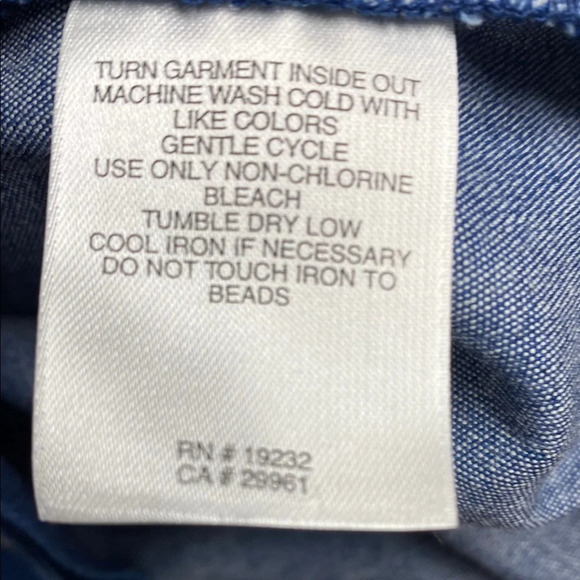 TURN GARMENT INSIDE OUT
MACHINE WASH COLD WITH
LIKE COLORS
GENTLE CYCLE
USE ONLY NON-CHLORINE
BLEACH
TUMBLE DRY LOW
COOL IRON IF NECESSARY
DO NOT TOUCH IRON TO
BEADS
RN # 19232
CA # 29961